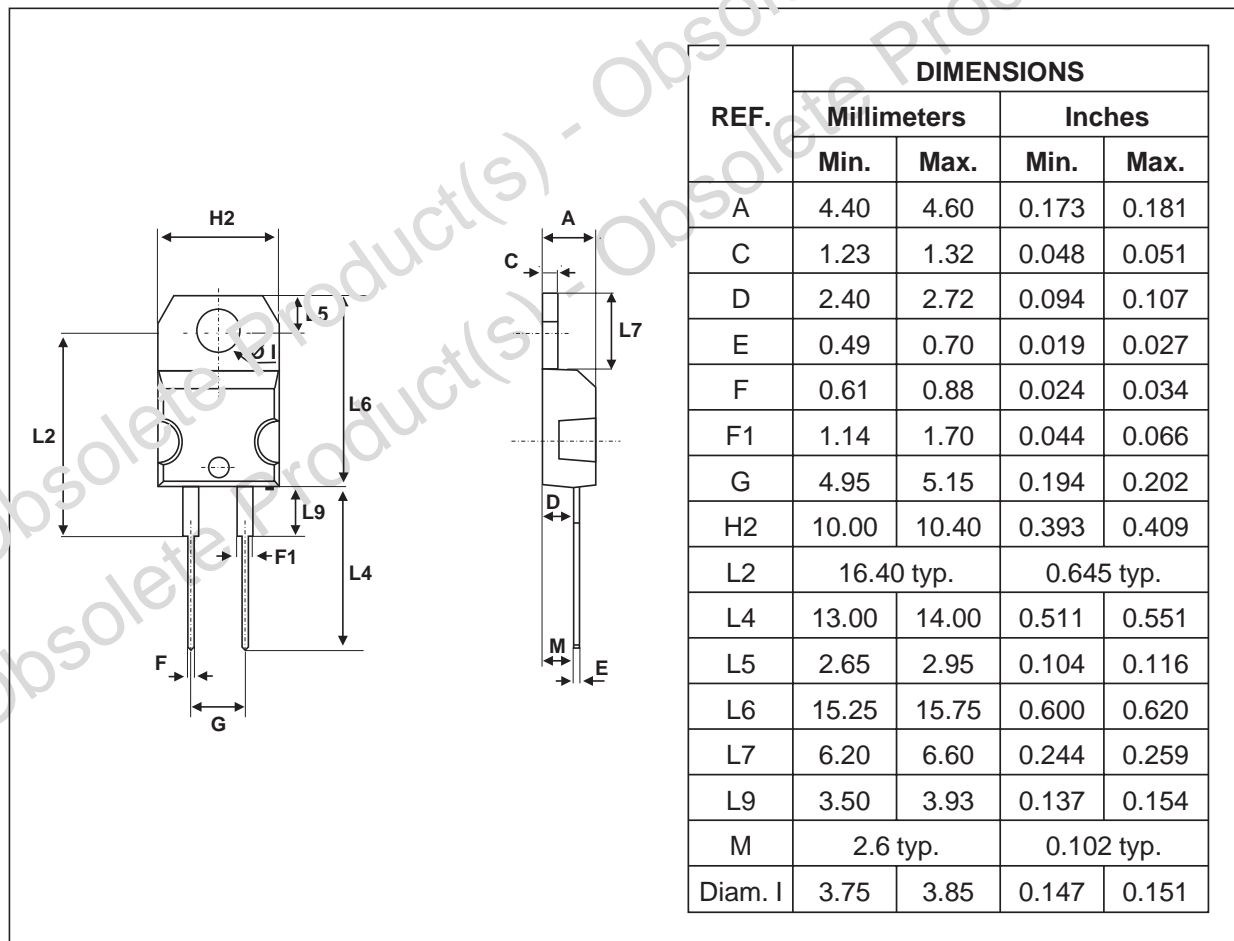 Obsolete Product(s) - Obsolete Product(s)
Obsolete Product(s) - Obsolete Product(s)
H2
L5
Ø I
L6
L2
L9
F1
L4
F
G
A
C
L7
D
M
E
REF. DIMENSIONS
Millimeters Inches
Min. Max. Min. Max.
A 4.40 4.60 0.173 0.181
C 1.23 1.32 0.048 0.051
D 2.40 2.72 0.094 0.107
E 0.49 0.70 0.019 0.027
F 0.61 0.88 0.024 0.034
F1 1.14 1.70 0.044 0.066
G 4.95 5.15 0.194 0.202
H2 10.00 10.40 0.393 0.409
L2 16.40 typ. 0.645 typ.
L4 13.00 14.00 0.511 0.551
L5 2.65 2.95 0.104 0.116
L6 15.25 15.75 0.600 0.620
L7 6.20 6.60 0.244 0.259
L9 3.50 3.93 0.137 0.154
M 2.6 typ. 0.102 typ.
Diam. I 3.75 3.85 0.147 0.151